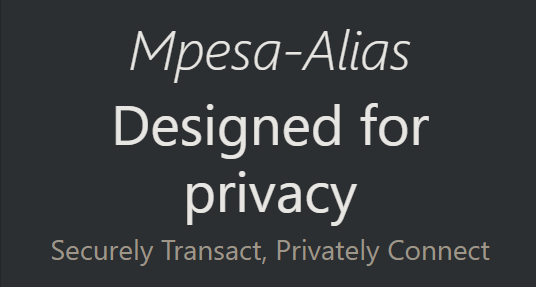 Mpesa-Alias
Designed for
privacy
Securely Transact, Privately Connect